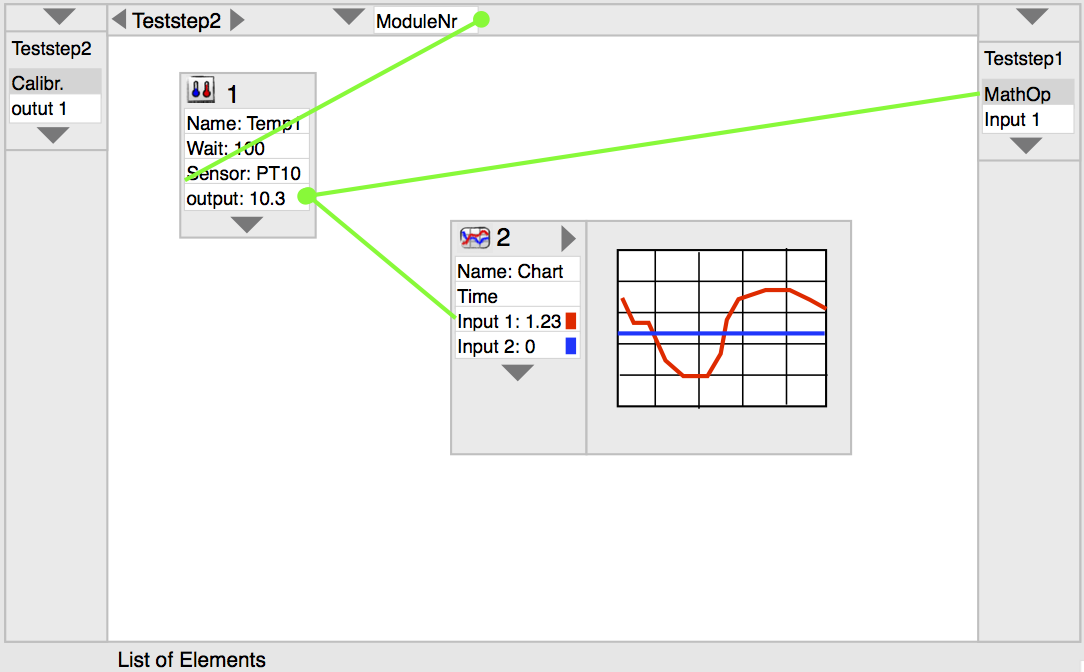 Teststep2
ModuleNr
Teststep2
Calibr.
outut 1
1
Name: Temp1
Wait: 100
Sensor: PT10
output: 10.3
2
Name: Chart
Time
Input 1: 1.23
Input 2: 0
Teststep1
MathOp
Input 1
List of Elements